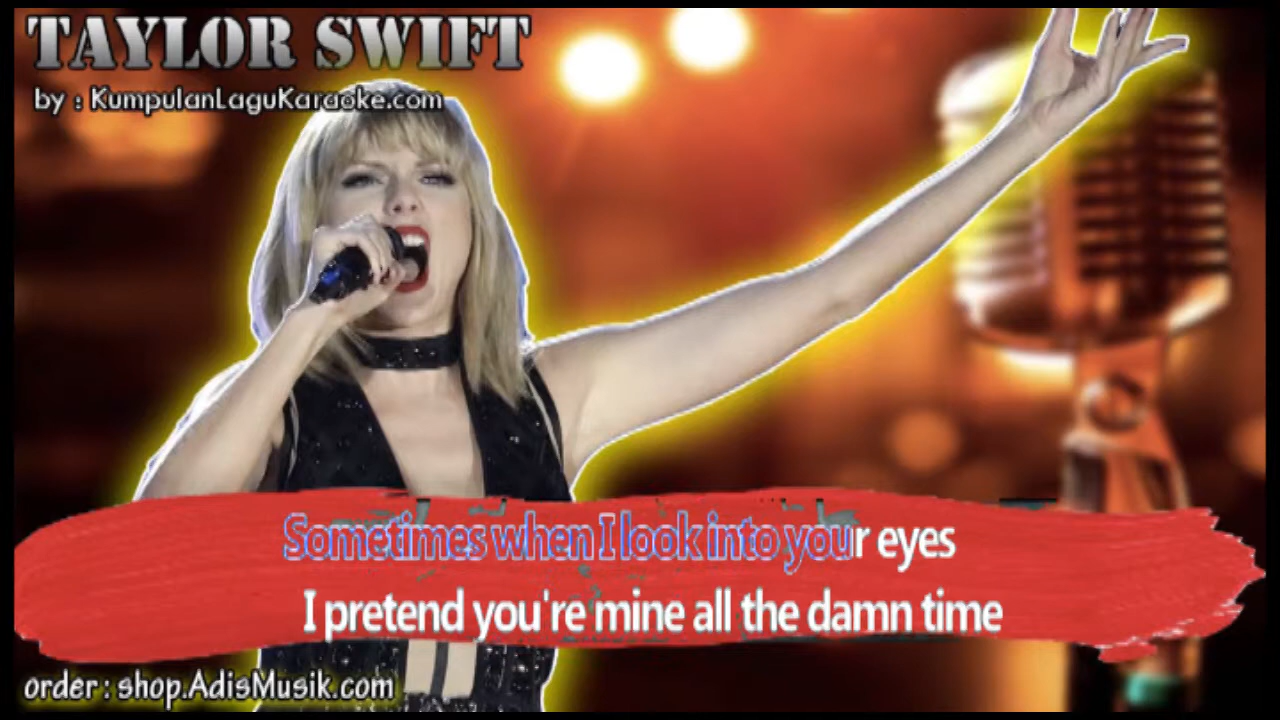 TAYLOR SWIFT
by : KumpulanLaguKaraoke.com
Sometimes when I look into your eyes
I pretend you're mine all the damn time
order : shop.AdisMusik.com